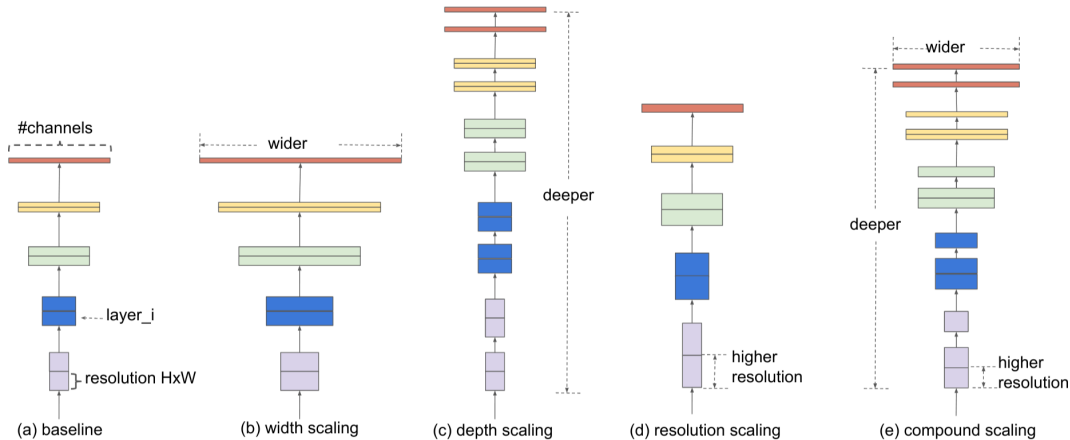 #channels
layer_i
resolution HxW
(a) baseline
wider
(b) width scaling
deeper
(c) depth scaling
higher
resolution
(d) resolution scaling
wider
deeper
higher
resolution
(e) compound scaling